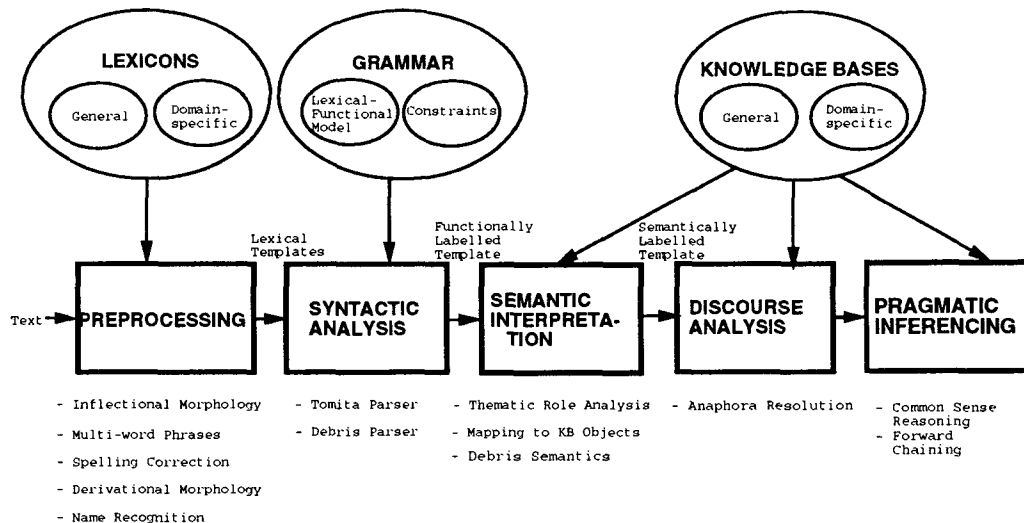 LEXICONS
General
Domain-
specific
GRAMMAR
Lexical-
Functional
Model
Constraints
KNOWLEDGE BASES
General
Domain-
specific
Lexical
Templates
Functionally
Labelled
Template
Semantically
Labelled
Template
Text
PREPROCESSING
SYNTACTIC
ANALYSIS
SEMANTIC
INTERPRETA-
TION
DISCOURSE
ANALYSIS
PRAGMATIC
INFERENCING
- Inflectional Morphology
- Multi-word Phrases
- Spelling Correction
- Derivational Morphology
- Name Recognition
- Tomita Parser
- Debris Parser
- Thematic Role Analysis
- Mapping to KB Objects
- Debris Semantics
- Anaphora Resolution
- Common Sense
Reasoning
- Forward
Chaining